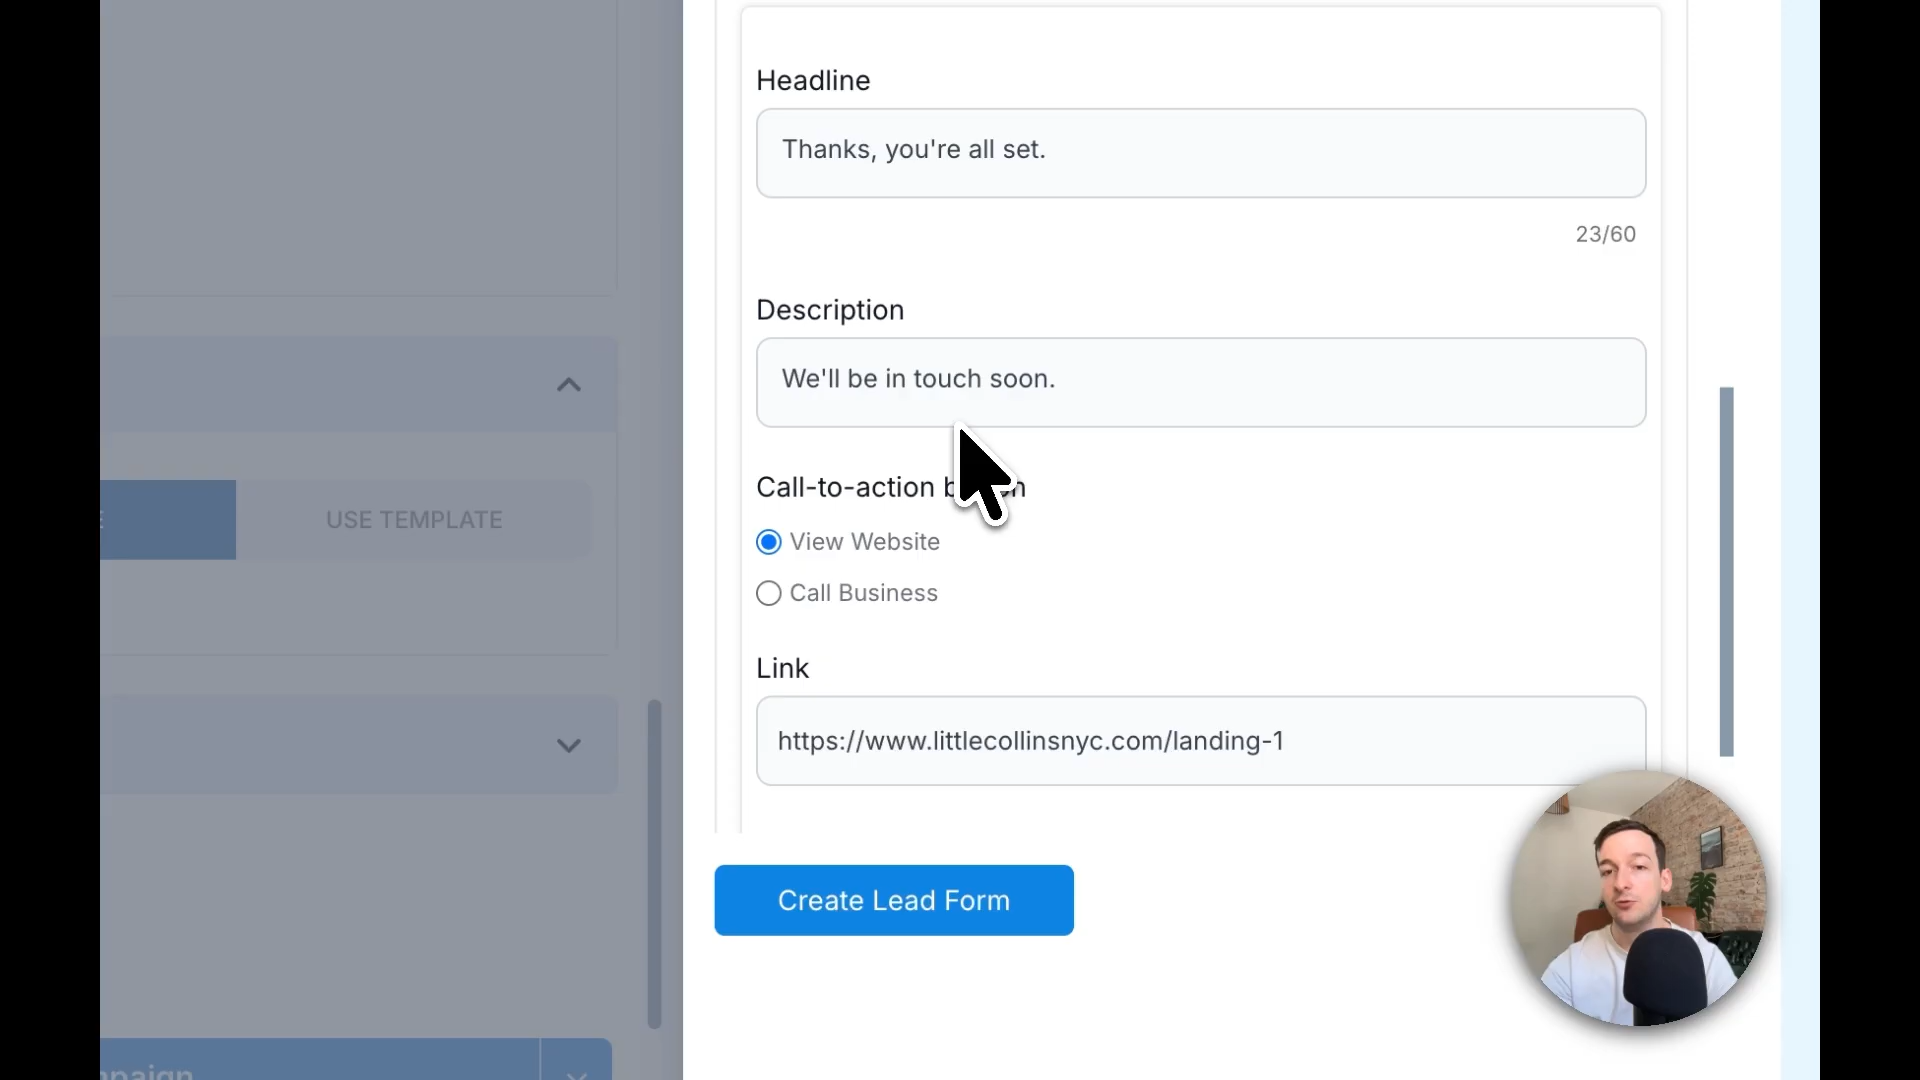 Headline
Thanks, you're all set.
23/60
Description
We'll be in touch soon.
Call-to-action
View Website
Call Business
Link
https://www.littlecollinsnyc.com/landing-1
Create Lead Form
USE TEMPLATE